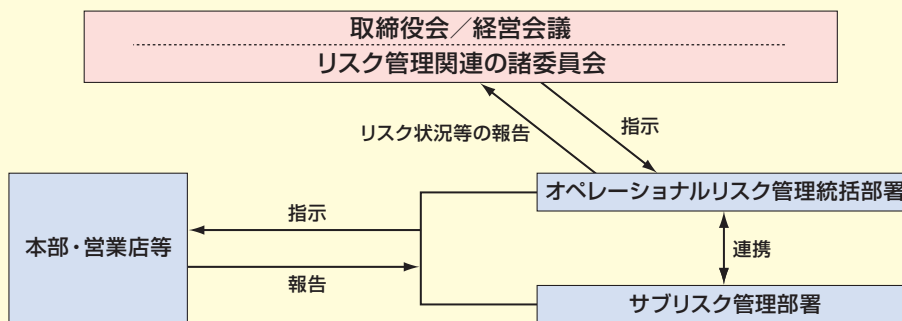 取締役会／経営会議
リスク管理関連の諸委員会
リスク状況等の報告
指示
オペレーショナルリスク管理統括部署
指示
本部・営業店等
連携
報告
サブリスク管理部署